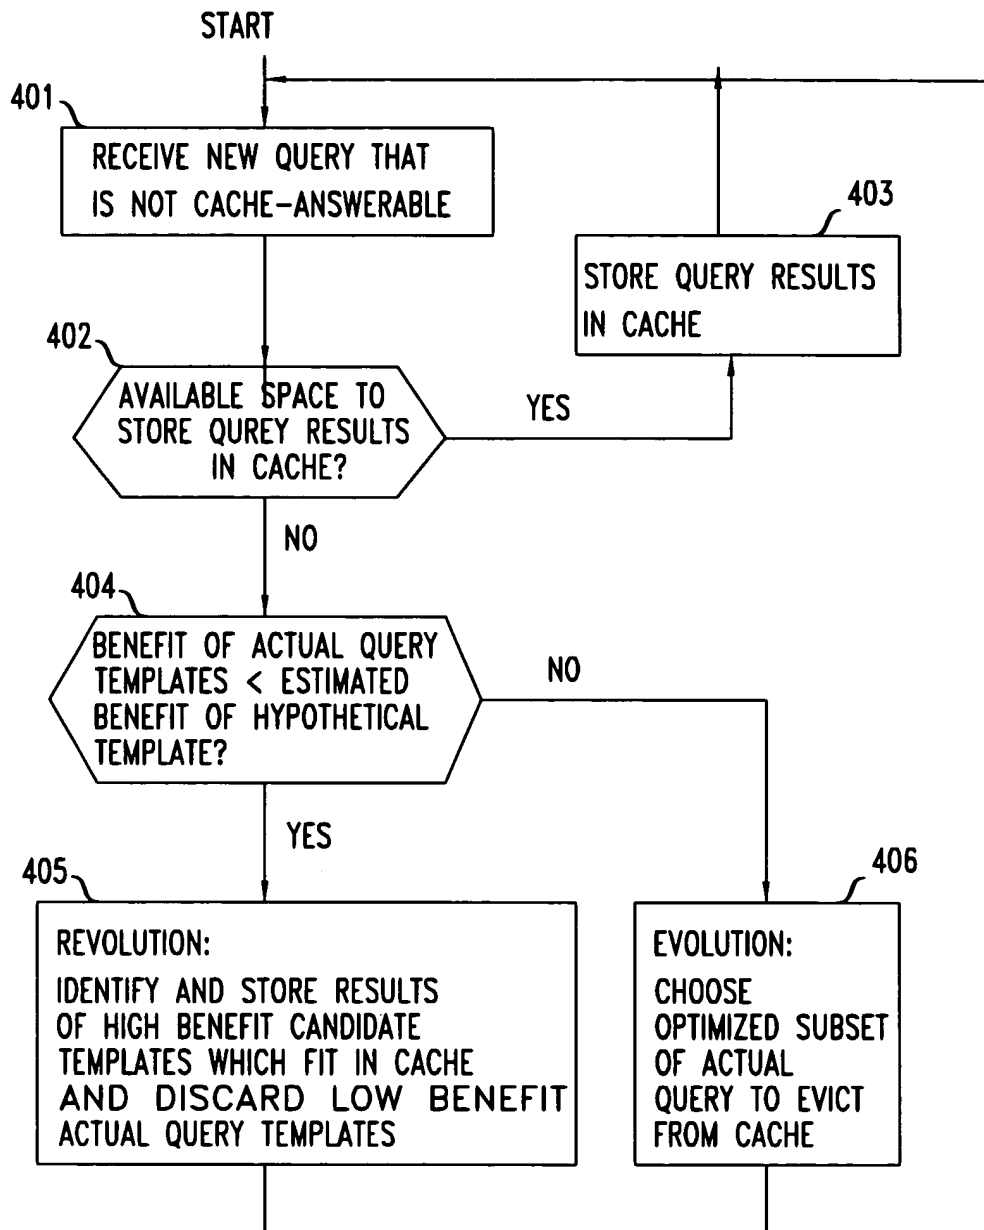 START
401
RECEIVE NEW QUERY THAT
IS NOT CACHE-ANSWERABLE
403
STORE QUERY RESULTS
IN CACHE
402
AVAILABLE SPACE TO
STORE QUREY RESULTS
IN CACHE?
YES
NO
404
BENEFIT OF ACTUAL QUERY
TEMPLATES < ESTIMATED
BENEFIT OF HYPOTHETICAL
TEMPLATE?
NO
YES
405
REVOLUTION:
IDENTIFY AND STORE RESULTS
OF HIGH BENEFIT CANDIDATE
TEMPLATES WHICH FIT IN CACHE
AND DISCARD LOW BENEFIT
ACTUAL QUERY TEMPLATES
406
EVOLUTION:
CHOOSE
OPTIMIZED SUBSET
OF ACTUAL
QUERY TO EVICT
FROM CACHE